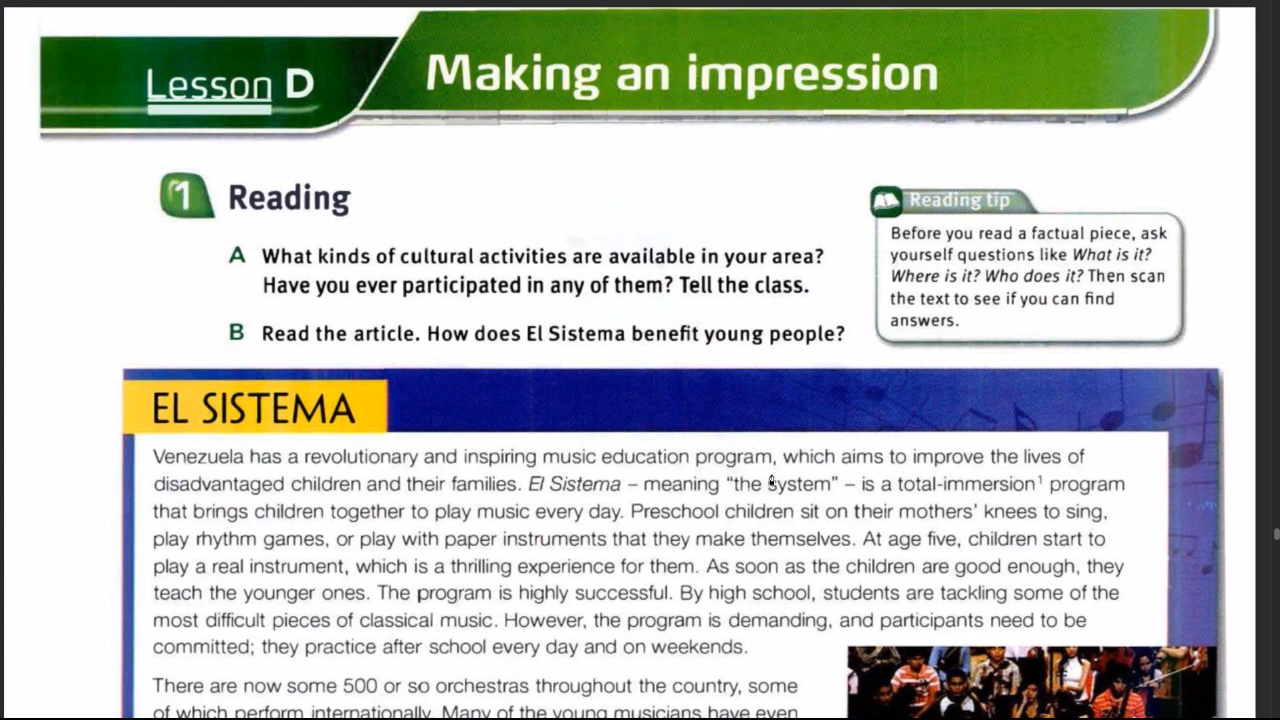 Lesson D
Making an impression
1 Reading
A What kinds of cultural activities are available in your area?
Have you ever participated in any of them? Tell the class.
B Read the article. How does El Sistema benefit young people?
Reading tip
Before you read a factual piece, ask
yourself questions like What is it?
Where is it? Who does it? Then scan
the text to see if you can find
answers.
EL SISTEMA
Venezuela has a revolutionary and inspiring music education program, which aims to improve the lives of
disadvantaged children and their families. El Sistema – meaning “the system” – is a total-immersion¹ program
that brings children together to play music every day. Preschool children sit on their mothers’ knees to sing,
play rhythm games, or play with paper instruments that they make themselves. At age five, children start to
play a real instrument, which is a thrilling experience for them. As soon as the children are good enough, they
teach the younger ones. The program is highly successful. By high school, students are tackling some of the
most difficult pieces of classical music. However, the program is demanding, and participants need to be
committed; they practice after school every day and on weekends.
There are now some 500 or so orchestras throughout the country, some
of which perform internationally. Many of the young musicians have even